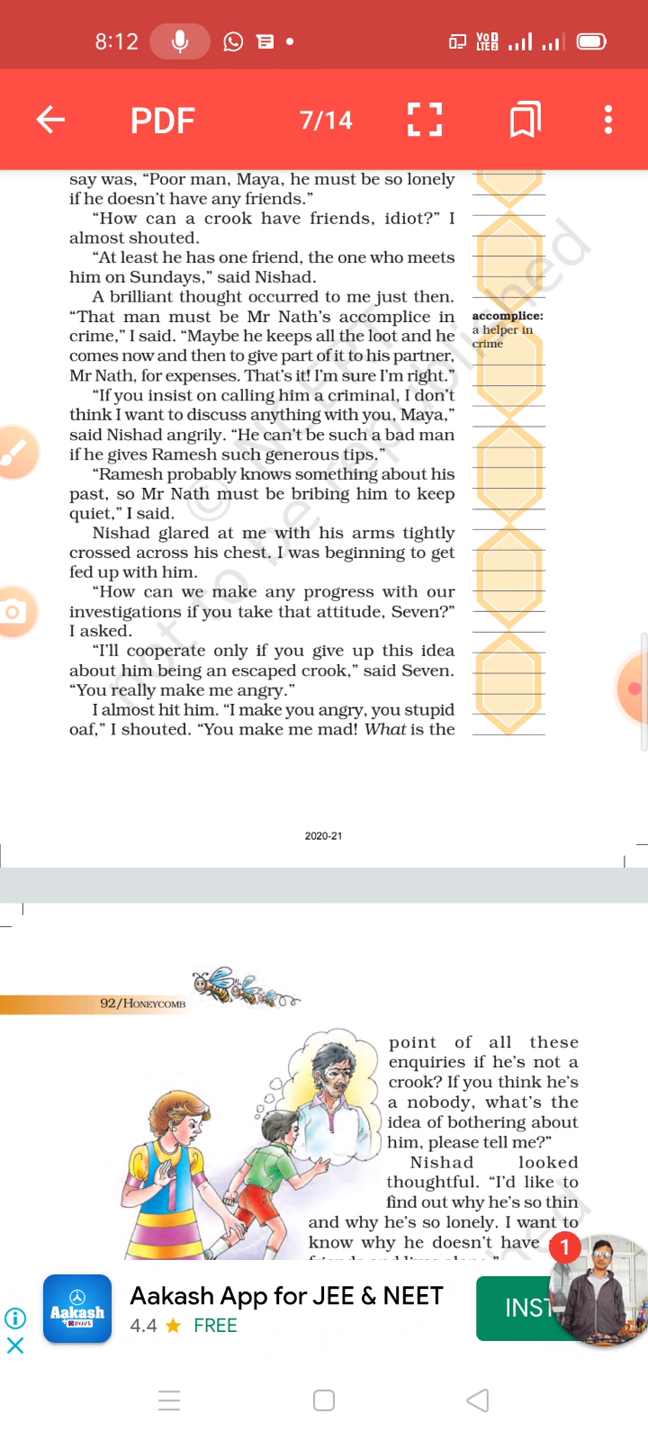 8:12
VoD
LTE2
PDF
7/14
say was, “Poor man, Maya, he must be so lonely
if he doesn’t have any friends.”
“How can a crook have friends, idiot?” I
almost shouted.
“At least he has one friend, the one who meets
him on Sundays,” said Nishad.
A brilliant thought occurred to me just then.
“That man must be Mr Nath’s accomplice in
crime,” I said. “Maybe he keeps all the loot and he
comes now and then to give part of it to his partner,
Mr Nath, for expenses. That’s it! I’m sure I’m right.”
“If you insist on calling him a criminal, I don’t
think I want to discuss anything with you, Maya,”
said Nishad angrily. “He can’t be such a bad man
if he gives Ramesh such generous tips.”
“Ramesh probably knows something about his
past, so Mr Nath must be bribing him to keep
quiet,” I said.
Nishad glared at me with his arms tightly
crossed across his chest. I was beginning to get
fed up with him.
“How can we make any progress with our
investigations if you take that attitude, Seven?”
I asked.
“I’ll cooperate only if you give up this idea
about him being an escaped crook,” said Seven.
“You really make me angry.”
I almost hit him. “I make you angry, you stupid
oaf,” I shouted. “You make me mad! What is the
accomplice:
a helper in
crime
© NCERT
not to be republished
2020-21
92/HONEYCOMB
point of all these
enquiries if he’s not a
crook? If you think he’s
a nobody, what’s the
idea of bothering about
him, please tell me?”
Nishad looked
thoughtful. “I’d like to
find out why he’s so thin
and why he’s so lonely. I want to
know why he doesn’t have
1
Aakash
BYJU'S
Aakash App for JEE & NEET
4.4 ★ FREE
INST